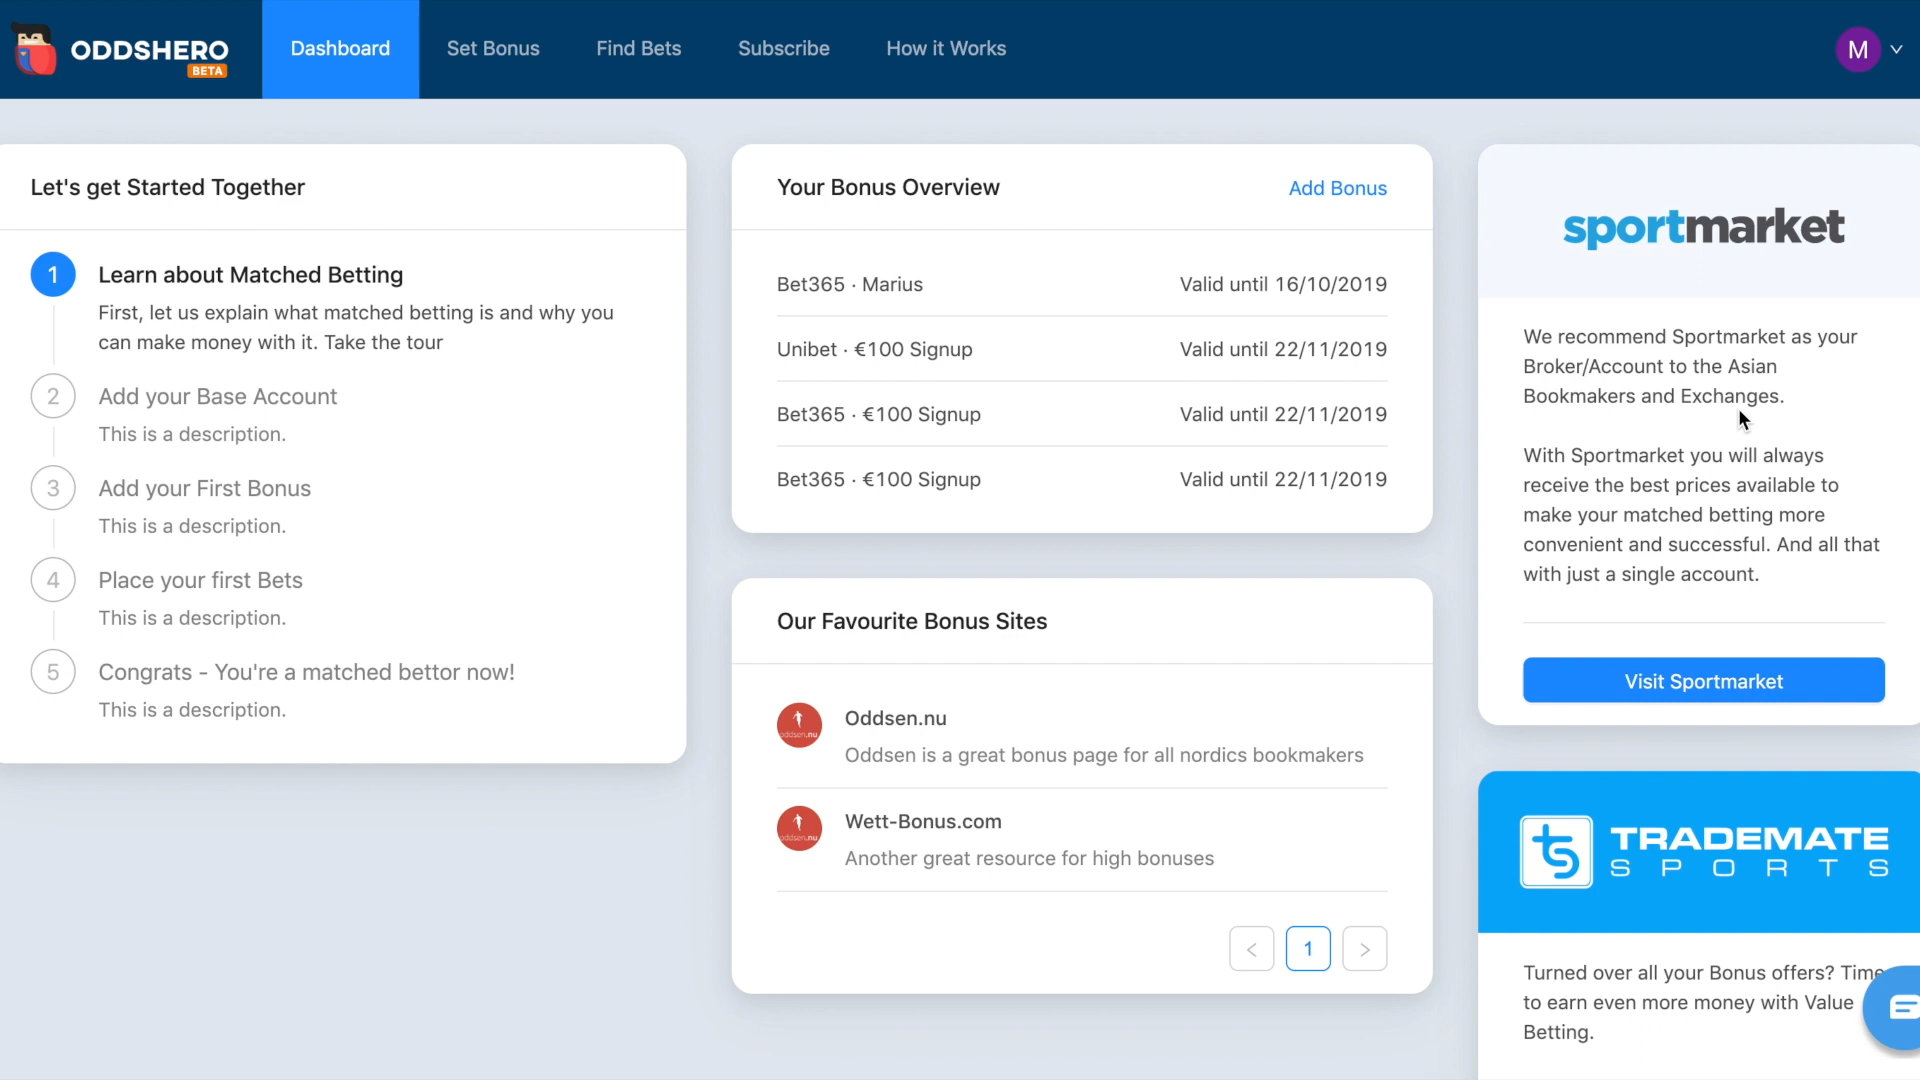 ODDSHERO
BETA
Dashboard
Set Bonus
Find Bets
Subscribe
How it Works
M
Let's get Started Together
1
Learn about Matched Betting
First, let us explain what matched betting is and why you
can make money with it. Take the tour
2
Add your Base Account
This is a description.
3
Add your First Bonus
This is a description.
4
Place your first Bets
This is a description.
5
Congrats - You're a matched bettor now!
This is a description.
Your Bonus Overview
Add Bonus
Bet365 · Marius
Valid until 16/10/2019
Unibet · €100 Signup
Valid until 22/11/2019
Bet365 · €100 Signup
Valid until 22/11/2019
Bet365 · €100 Signup
Valid until 22/11/2019
Our Favourite Bonus Sites
oddsen.nu
Oddsen.nu
Oddsen is a great bonus page for all nordics bookmakers
oddsen.nu
Wett-Bonus.com
Another great resource for high bonuses
<
1
>
sportmarket
We recommend Sportmarket as your
Broker/Account to the Asian
Bookmakers and Exchanges.
With Sportmarket you will always
receive the best prices available to
make your matched betting more
convenient and successful. And all that
with just a single account.
Visit Sportmarket
ts
TRADEMATE
SPORTS
Turned over all your Bonus offers? Time
to earn even more money with Value
Betting.